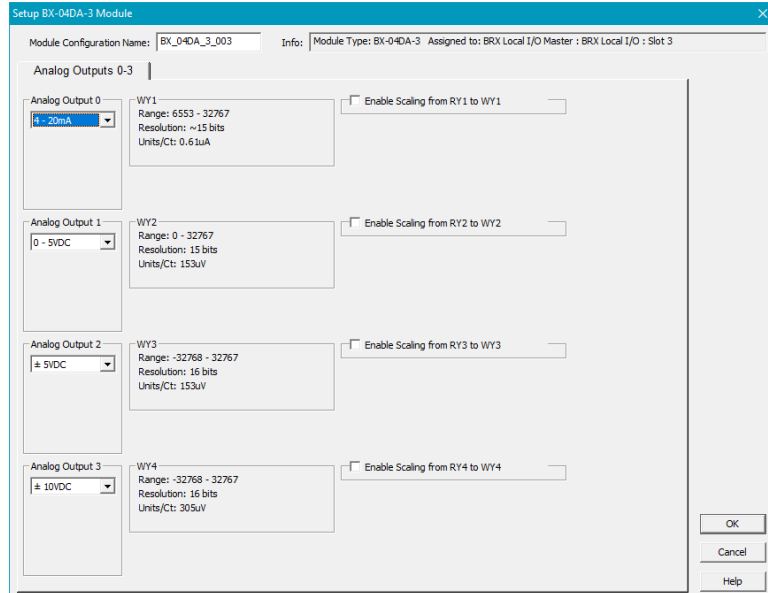 Setup BX-04DA-3 Module
Module Configuration Name: BX_04DA_3_003 Info: Module Type: BX-04DA-3 Assigned to: BRX Local I/O Master : BRX Local I/O : Slot 3
Analog Outputs 0-3
Analog Output 0 WY1 Enable Scaling from RY1 to WY1
4 - 20mA
Range: 6553 - 32767
Resolution: ~15 bits
Units/Ct: 0.61uA
Analog Output 1 WY2 Enable Scaling from RY2 to WY2
0 - 5VDC
Range: 0 - 32767
Resolution: 15 bits
Units/Ct: 153uV
Analog Output 2 WY3 Enable Scaling from RY3 to WY3
± 5VDC
Range: -32768 - 32767
Resolution: 16 bits
Units/Ct: 153uV
Analog Output 3 WY4 Enable Scaling from RY4 to WY4
± 10VDC
Range: -32768 - 32767
Resolution: 16 bits
Units/Ct: 305uV
OK
Cancel
Help